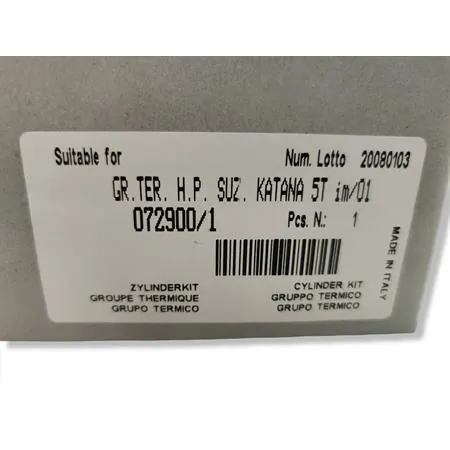 Suitable for Num. Lotto 20080103
GR.TER. H.P. SUZ. KATANA 5T im/01
072900/1 Pcs. N.: 1
ZYLINDERKIT CYLINDER KIT
GROUPE THERMIQUE GRUPPO TERMICO
GRUPO TERMICO GRUPO TERMICO
MADE IN ITALY